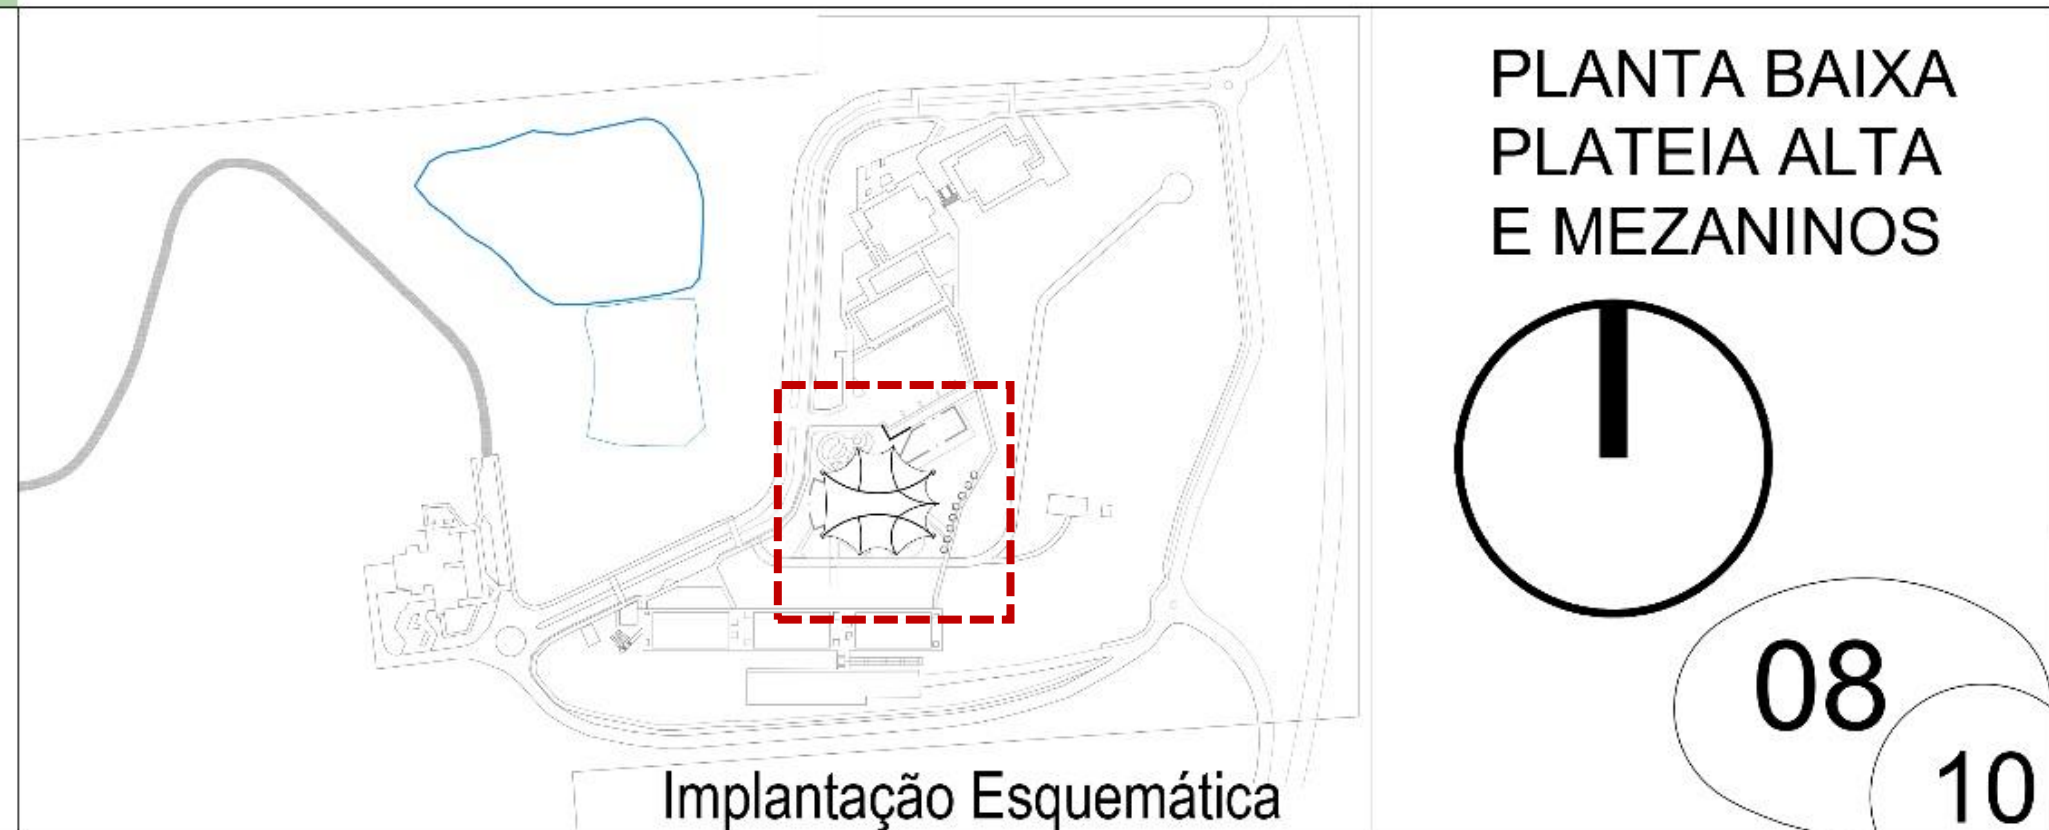 PLANTA BAIXA
PLATEIA ALTA
E MEZANINOS
08
10
Implantação Esquemática